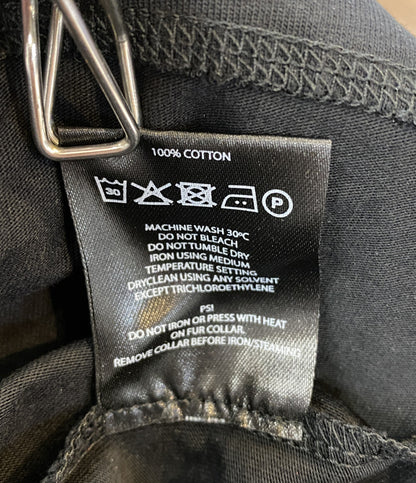 100% COTTON
30 P
MACHINE WASH 30ºC
DO NOT BLEACH
DO NOT TUMBLE DRY
IRON USING MEDIUM
TEMPERATURE SETTING
DRYCLEAN USING ANY SOLVENT
EXCEPT TRICHLOROETHYLENE
PS!
DO NOT IRON OR PRESS WITH HEAT
ON FUR COLLAR.
REMOVE COLLAR BEFORE IRON/STEAMING